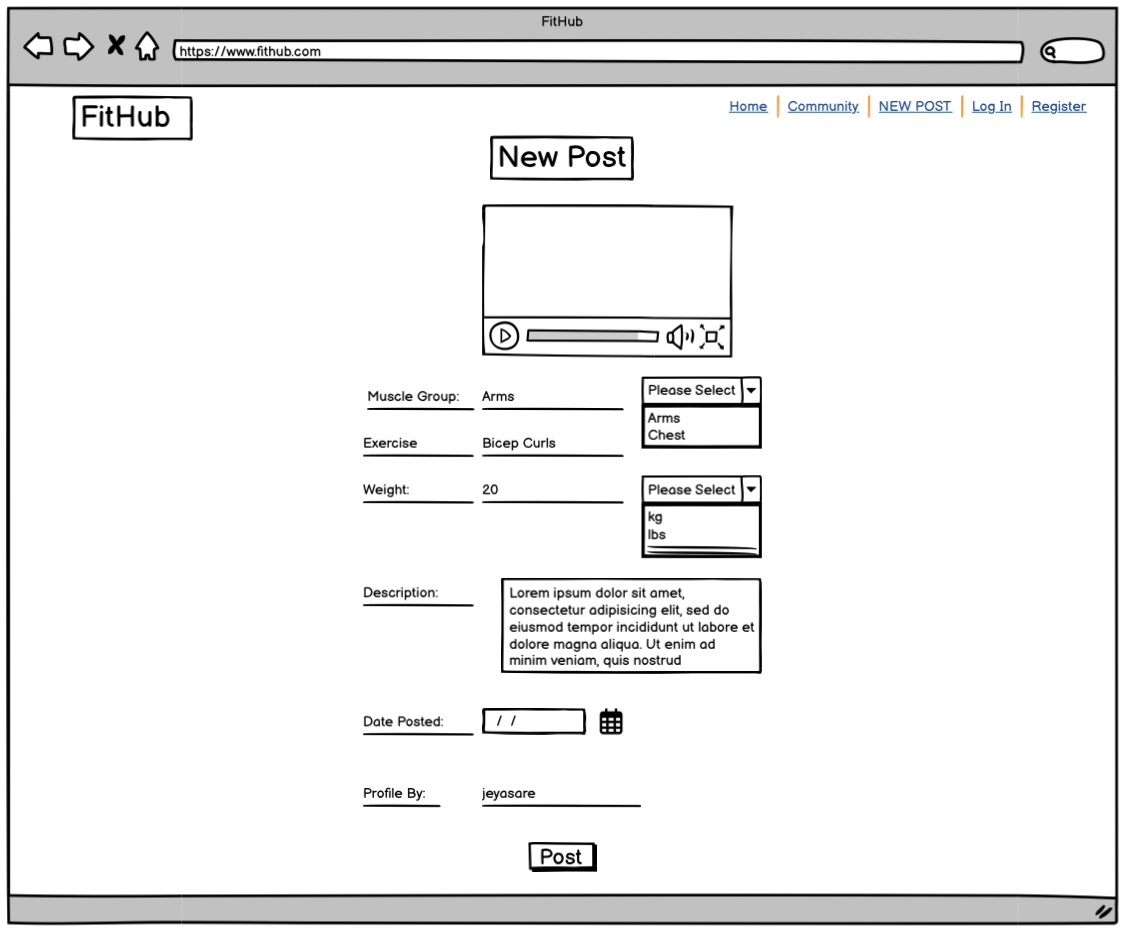 FitHub
https://www.fithub.com
FitHub
Home Community NEW POST Log In Register
New Post
Muscle Group: Arms Please Select
Arms
Chest
Exercise Bicep Curls
Weight: 20 Please Select
kg
lbs
Description:
Lorem ipsum dolor sit amet,
consectetur adipisicing elit, sed do
eiusmod tempor incididunt ut labore et
dolore magna aliqua. Ut enim ad
minim veniam, quis nostrud
Date Posted: / /
Profile By: jeyasare
Post